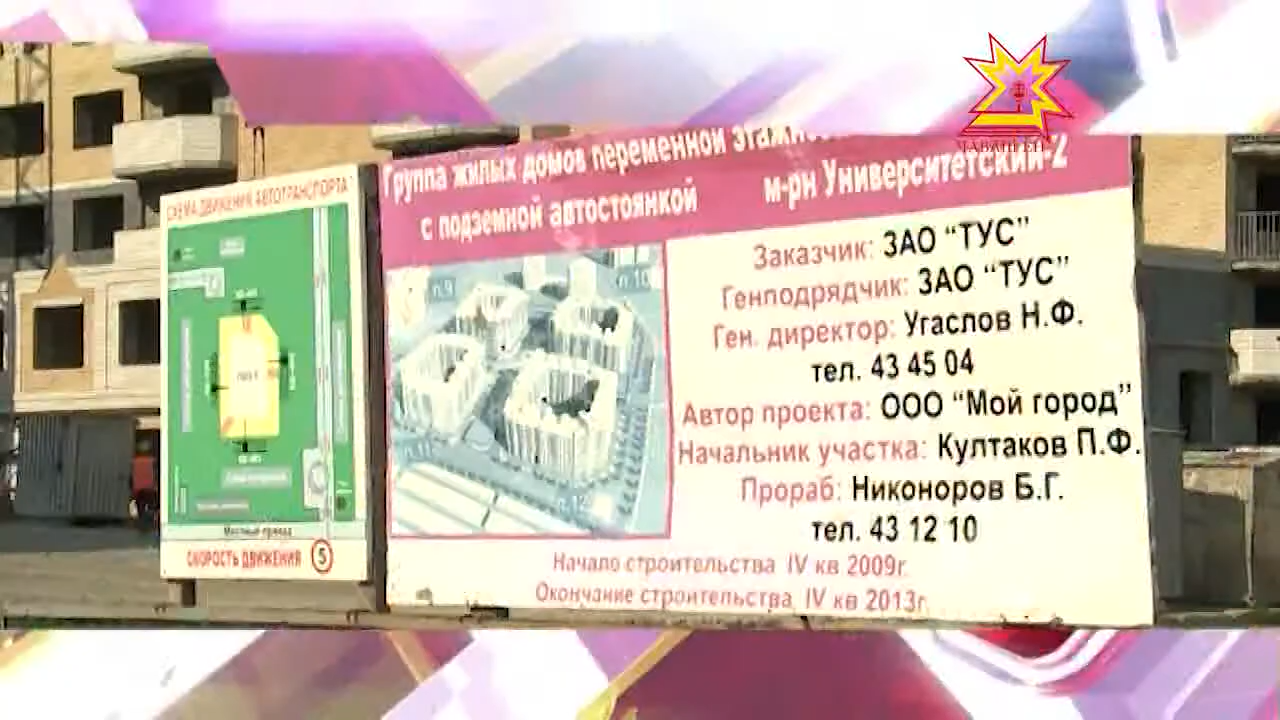 СХЕМА ДВИЖЕНИЯ АВТОТРАНСПОРТА
СКОРОСТЬ ДВИЖЕНИЯ 5
Группа жилых домов переменной
с подземной автостоянкой
м-рн Университетский-2
п.9
п.10
Заказчик: ЗАО "ТУС"
Генподрядчик: ЗАО "ТУС"
Ген. директор: Угаслов Н.Ф.
тел. 43 45 04
Автор проекта: ООО "Мой город"
Начальник участка: Култаков П.Ф.
Прораб: Никоноров Б.Г.
тел. 43 12 10
Начало строительства IV кв 2009г.
Окончание строительства IV кв 2013г.